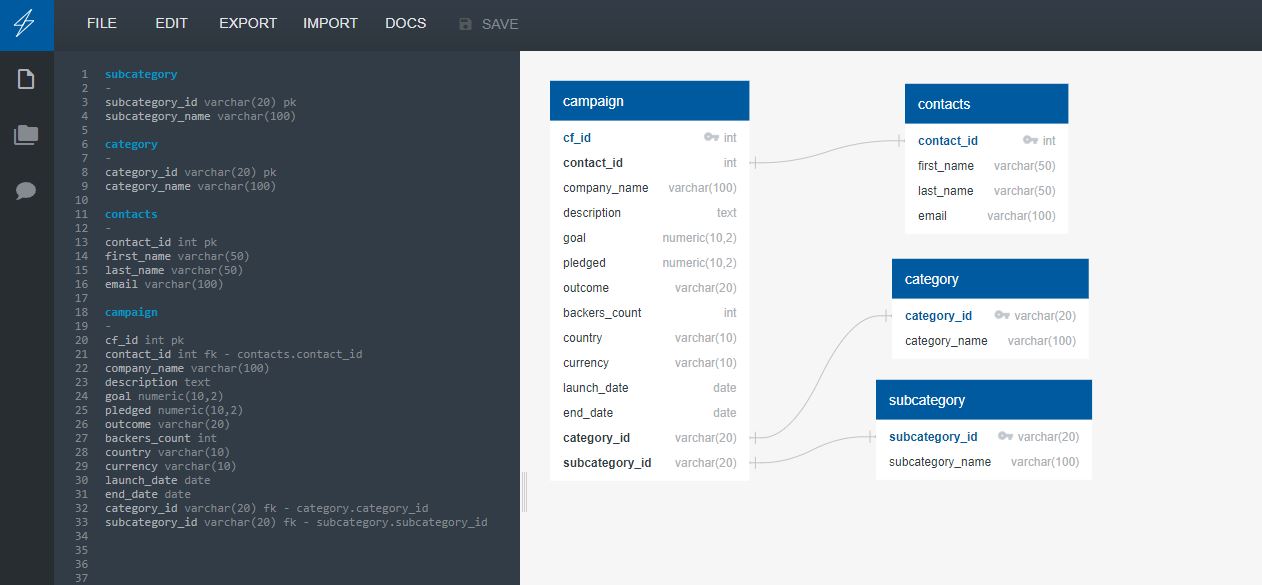 FILE EDIT EXPORT IMPORT DOCS SAVE
1 subcategory
2 -
3 subcategory_id varchar(20) pk
4 subcategory_name varchar(100)
5
6 category
7 -
8 category_id varchar(20) pk
9 category_name varchar(100)
10
11 contacts
12 -
13 contact_id int pk
14 first_name varchar(50)
15 last_name varchar(50)
16 email varchar(100)
17
18 campaign
19 -
20 cf_id int pk
21 contact_id int fk - contacts.contact_id
22 company_name varchar(100)
23 description text
24 goal numeric(10,2)
25 pledged numeric(10,2)
26 outcome varchar(20)
27 backers_count int
28 country varchar(10)
29 currency varchar(10)
30 launch_date date
31 end_date date
32 category_id varchar(20) fk - category.category_id
33 subcategory_id varchar(20) fk - subcategory.subcategory_id
34
35
36
37
campaign
cf_id int
contact_id int
company_name varchar(100)
description text
goal numeric(10,2)
pledged numeric(10,2)
outcome varchar(20)
backers_count int
country varchar(10)
currency varchar(10)
launch_date date
end_date date
category_id varchar(20)
subcategory_id varchar(20)
contacts
contact_id int
first_name varchar(50)
last_name varchar(50)
email varchar(100)
category
category_id varchar(20)
category_name varchar(100)
subcategory
subcategory_id varchar(20)
subcategory_name varchar(100)